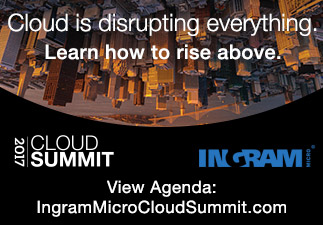 Cloud is disrupting everything.
Learn how to rise above.
2017 CLOUD
SUMMIT
INGRAM MICRO®
View Agenda:
IngramMicroCloudSummit.com